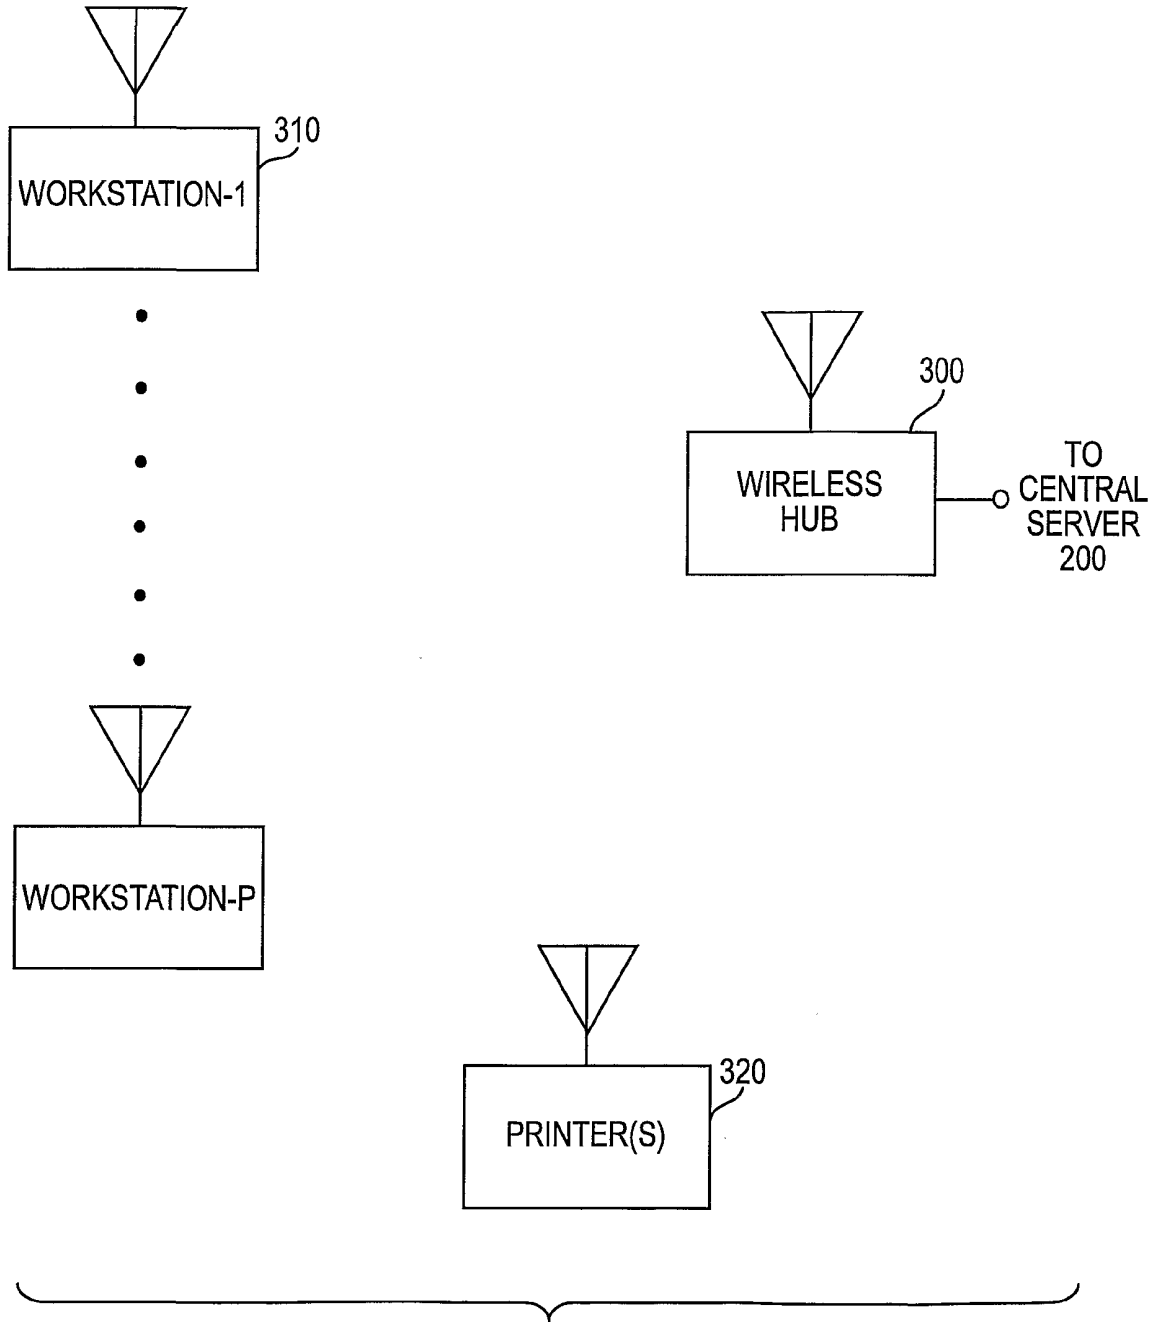 310
WORKSTATION-1
300
WIRELESS
HUB
TO
CENTRAL
SERVER
200
WORKSTATION-P
320
PRINTER(S)